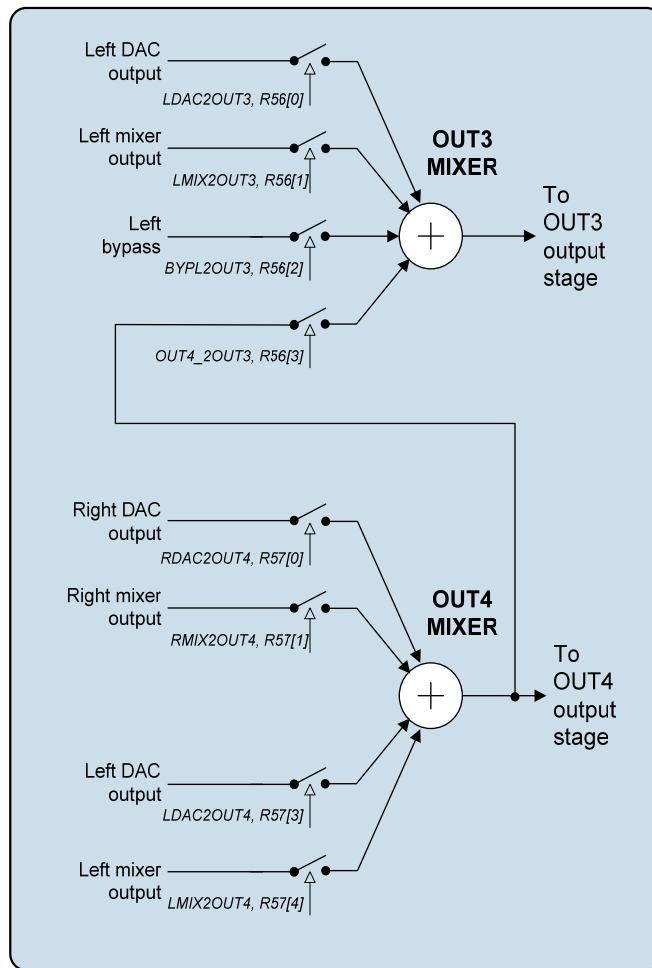 Left DAC
output
LDAC2OUT3, R56[0]
Left mixer
output
LMIX2OUT3, R56[1]
OUT3
MIXER
Left
bypass
BYPL2OUT3, R56[2]
To
OUT3
output
stage
OUT4_2OUT3, R56[3]
Right DAC
output
RDAC2OUT4, R57[0]
Right mixer
output
RMIX2OUT4, R57[1]
OUT4
MIXER
To
OUT4
output
stage
Left DAC
output
LDAC2OUT4, R57[3]
Left mixer
output
LMIX2OUT4, R57[4]